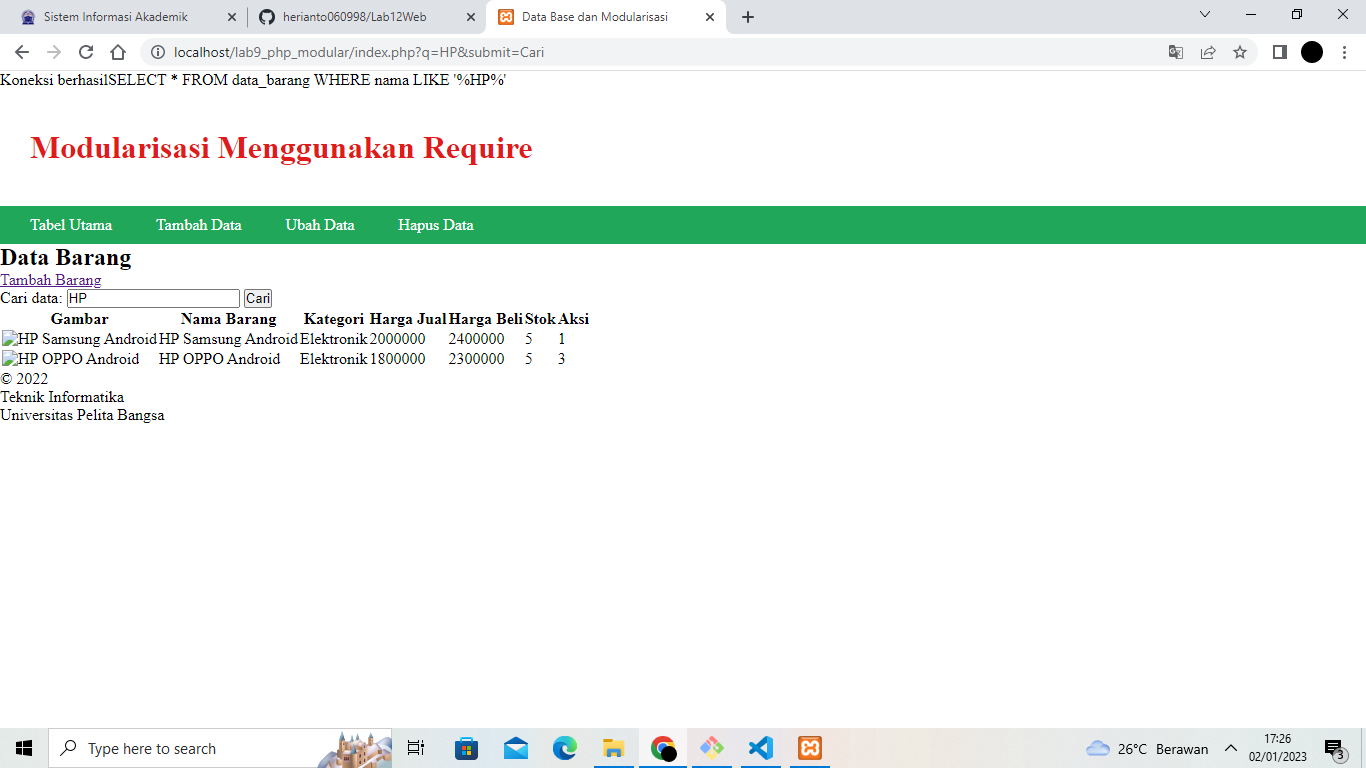 Sistem Informasi Akademik
herianto060998/Lab12Web
Data Base dan Modularisasi
localhost/lab9_php_modular/index.php?q=HP&submit=Cari
Koneksi berhasilSELECT * FROM data_barang WHERE nama LIKE '%HP%'
Modularisasi Menggunakan Require
Tabel Utama Tambah Data Ubah Data Hapus Data
Data Barang
Tambah Barang
Cari data: HP Cari
Gambar Nama Barang Kategori Harga Jual Harga Beli Stok Aksi
HP Samsung Android HP Samsung Android Elektronik 2000000 2400000 5 1
HP OPPO Android HP OPPO Android Elektronik 1800000 2300000 5 3
© 2022
Teknik Informatika
Universitas Pelita Bangsa
Type here to search
26°C Berawan
17:26
02/01/2023
3